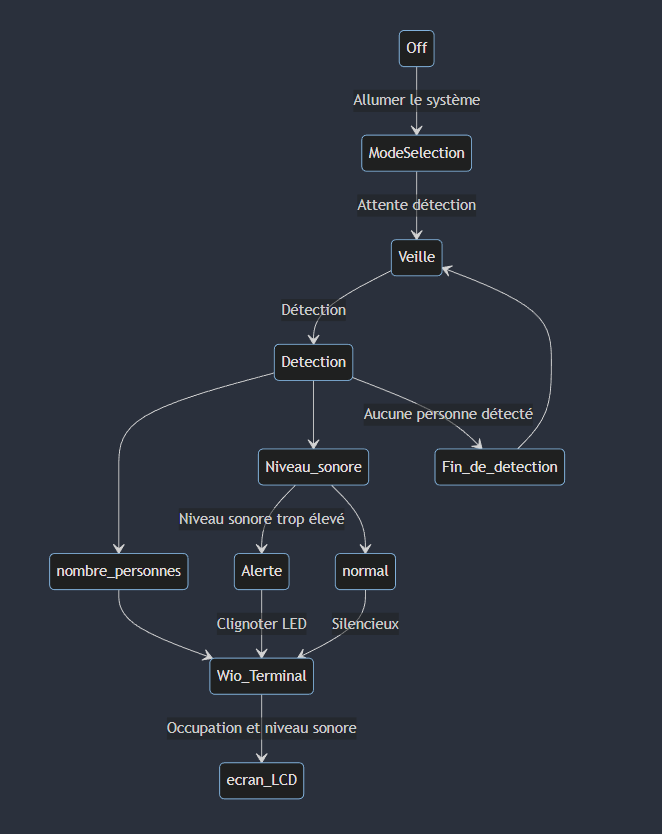 Off
Allumer le système
ModeSelection
Attente détection
Veille
Détection
Detection
Aucune personne détecté
Niveau_sonore
Fin_de_detection
Niveau sonore trop élevé
nombre_personnes
Alerte
normal
Clignoter LED
Silencieux
Wio_Terminal
Occupation et niveau sonore
ecran_LCD